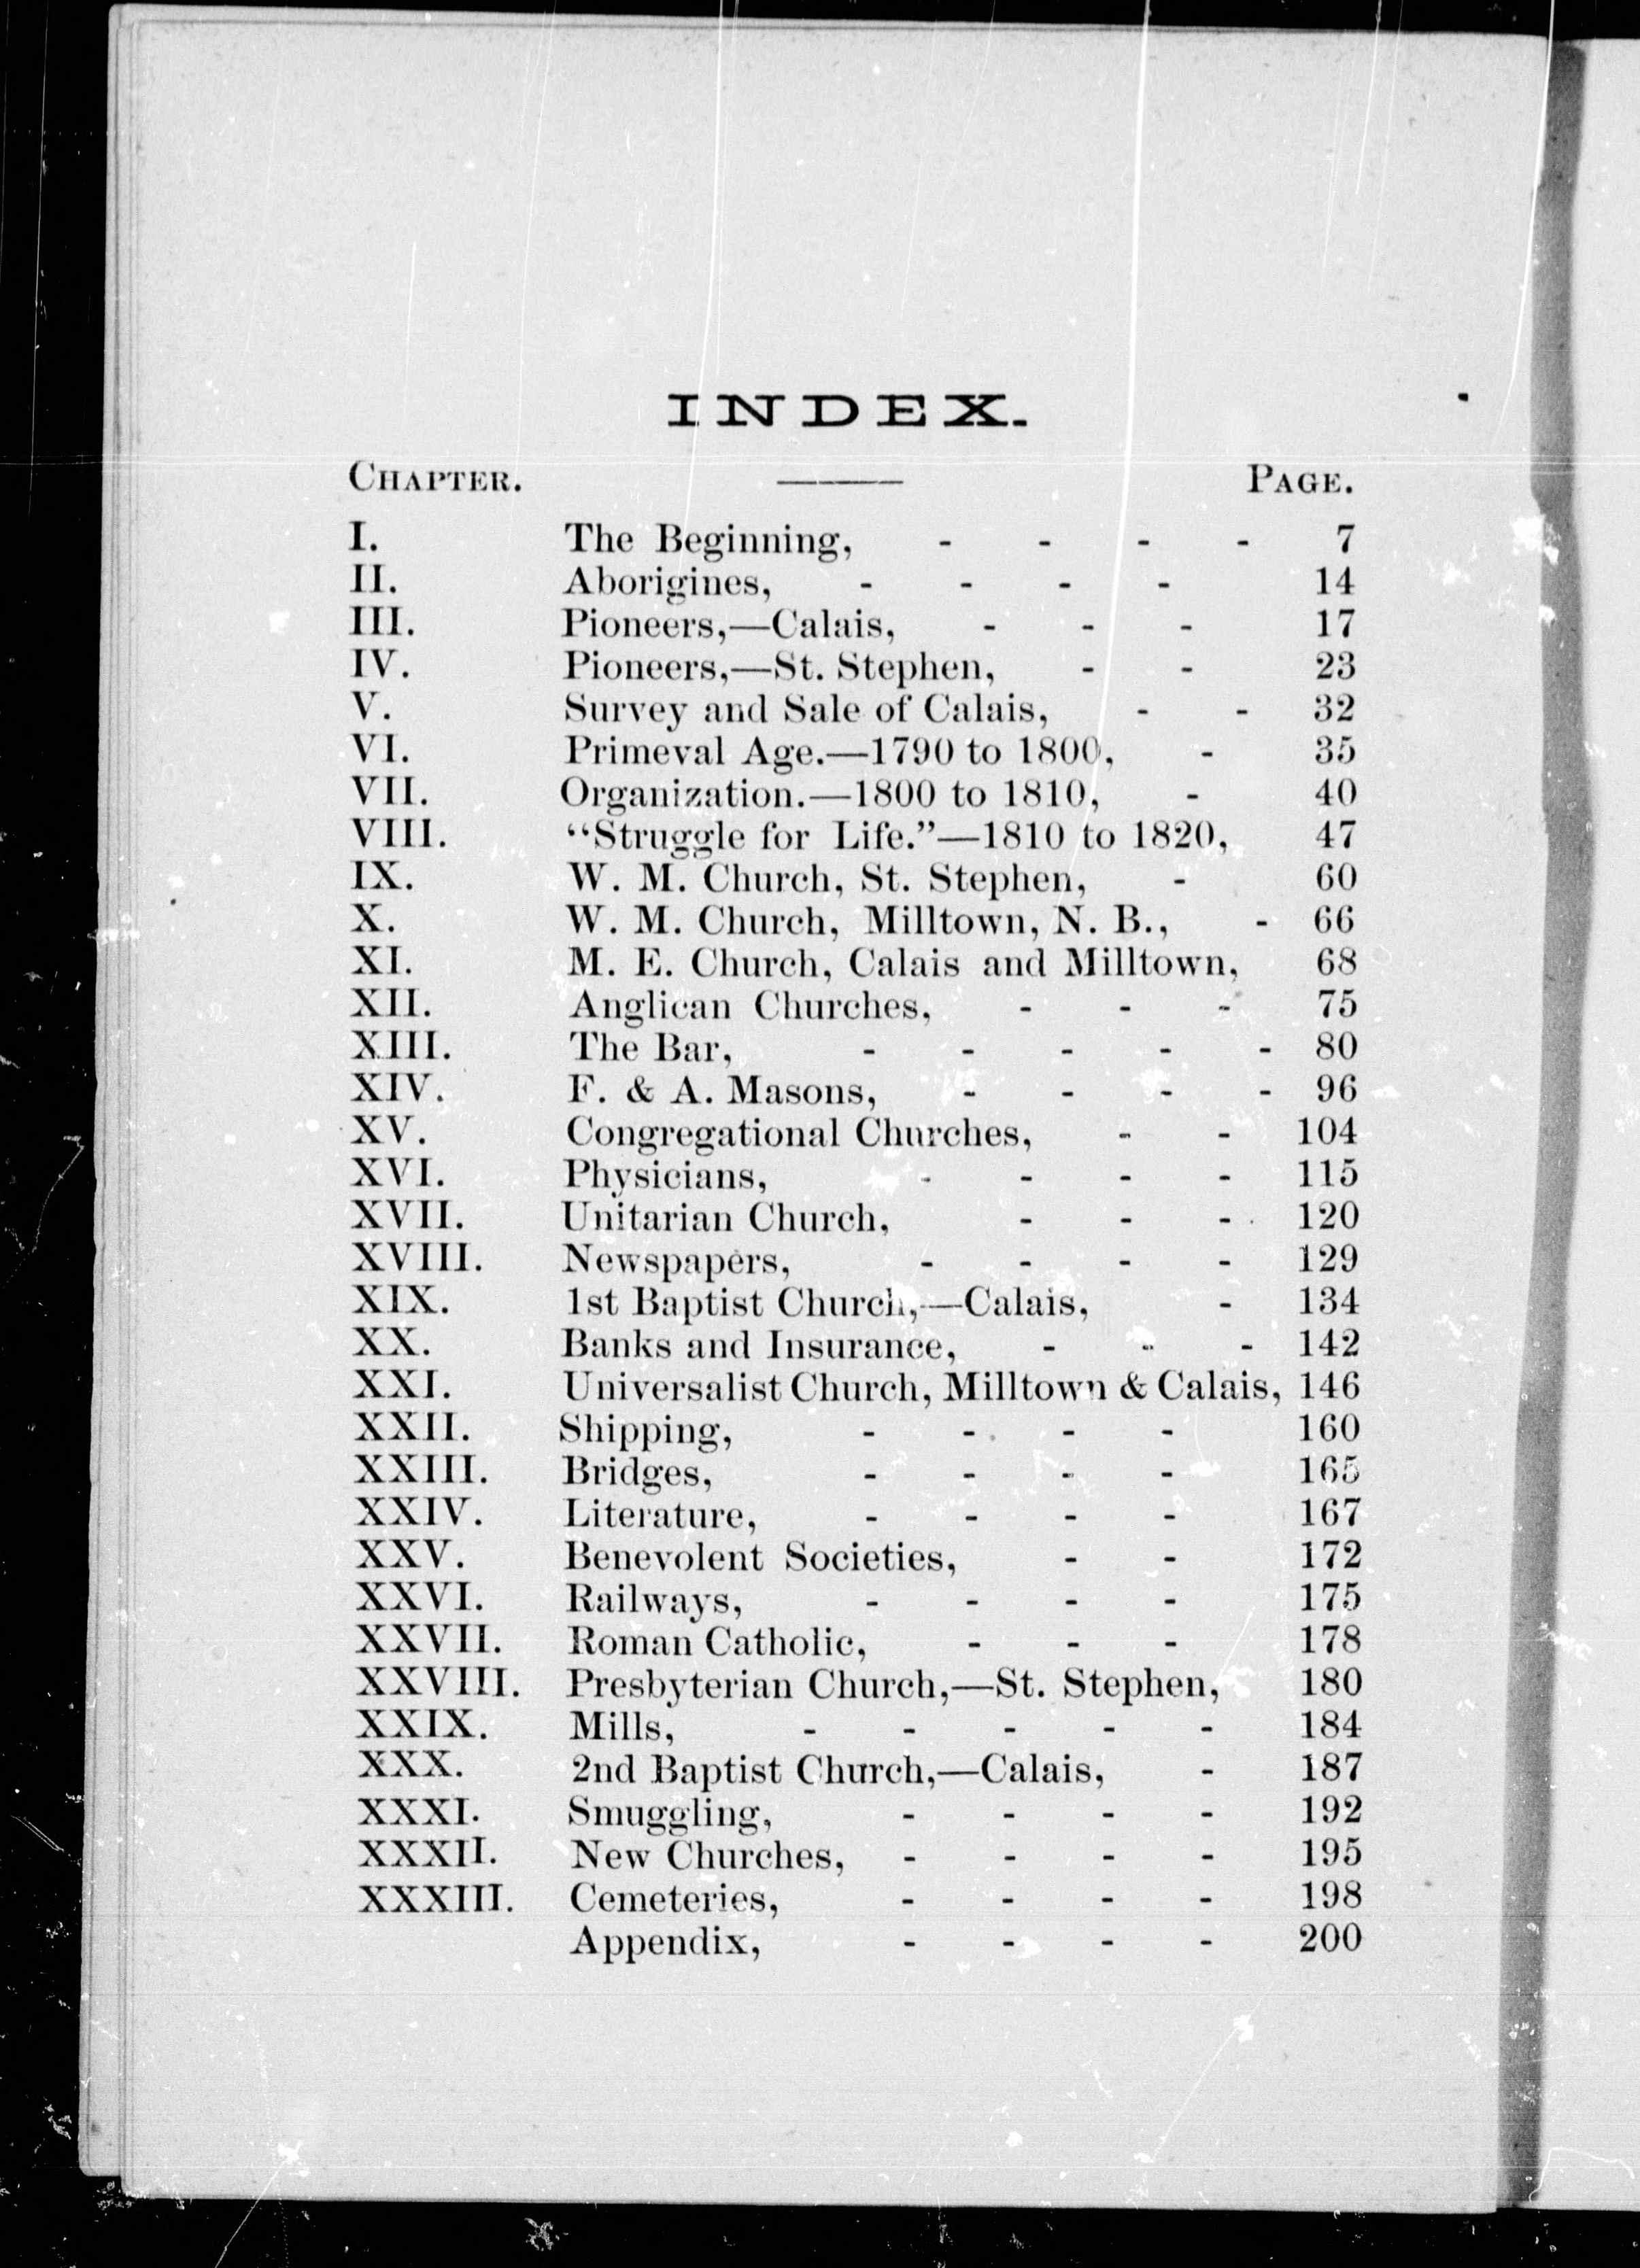 INDEX.
CHAPTER. PAGE.
I. The Beginning, - - - - 7
II. Aborigines, - - - - 14
III. Pioneers,—Calais, - - - 17
IV. Pioneers,—St. Stephen, - - 23
V. Survey and Sale of Calais, - - 32
VI. Primeval Age.—1790 to 1800, - 35
VII. Organization.—1800 to 1810, - 40
VIII. “Struggle for Life.”—1810 to 1820, 47
IX. W. M. Church, St. Stephen, - 60
X. W. M. Church, Milltown, N. B., - 66
XI. M. E. Church, Calais and Milltown, 68
XII. Anglican Churches, - - - 75
XIII. The Bar, - - - - - 80
XIV. F. & A. Masons, - - - - 96
XV. Congregational Churches, - - 104
XVI. Physicians, - - - - 115
XVII. Unitarian Church, - - - 120
XVIII. Newspapers, - - - - 129
XIX. 1st Baptist Church,—Calais, - 134
XX. Banks and Insurance, - - - 142
XXI. Universalist Church, Milltown & Calais, 146
XXII. Shipping, - - - - 160
XXIII. Bridges, - - - - 165
XXIV. Literature, - - - - 167
XXV. Benevolent Societies, - - 172
XXVI. Railways, - - - - 175
XXVII. Roman Catholic, - - - 178
XXVIII. Presbyterian Church,—St. Stephen, 180
XXIX. Mills, - - - - - 184
XXX. 2nd Baptist Church,—Calais, - 187
XXXI. Smuggling, - - - - 192
XXXII. New Churches, - - - - 195
XXXIII. Cemeteries, - - - - 198
Appendix, - - - - 200